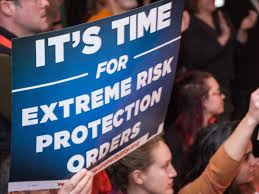 IT'S TIME
FOR
EXTREME RISK
PROTECTION
ORDERS